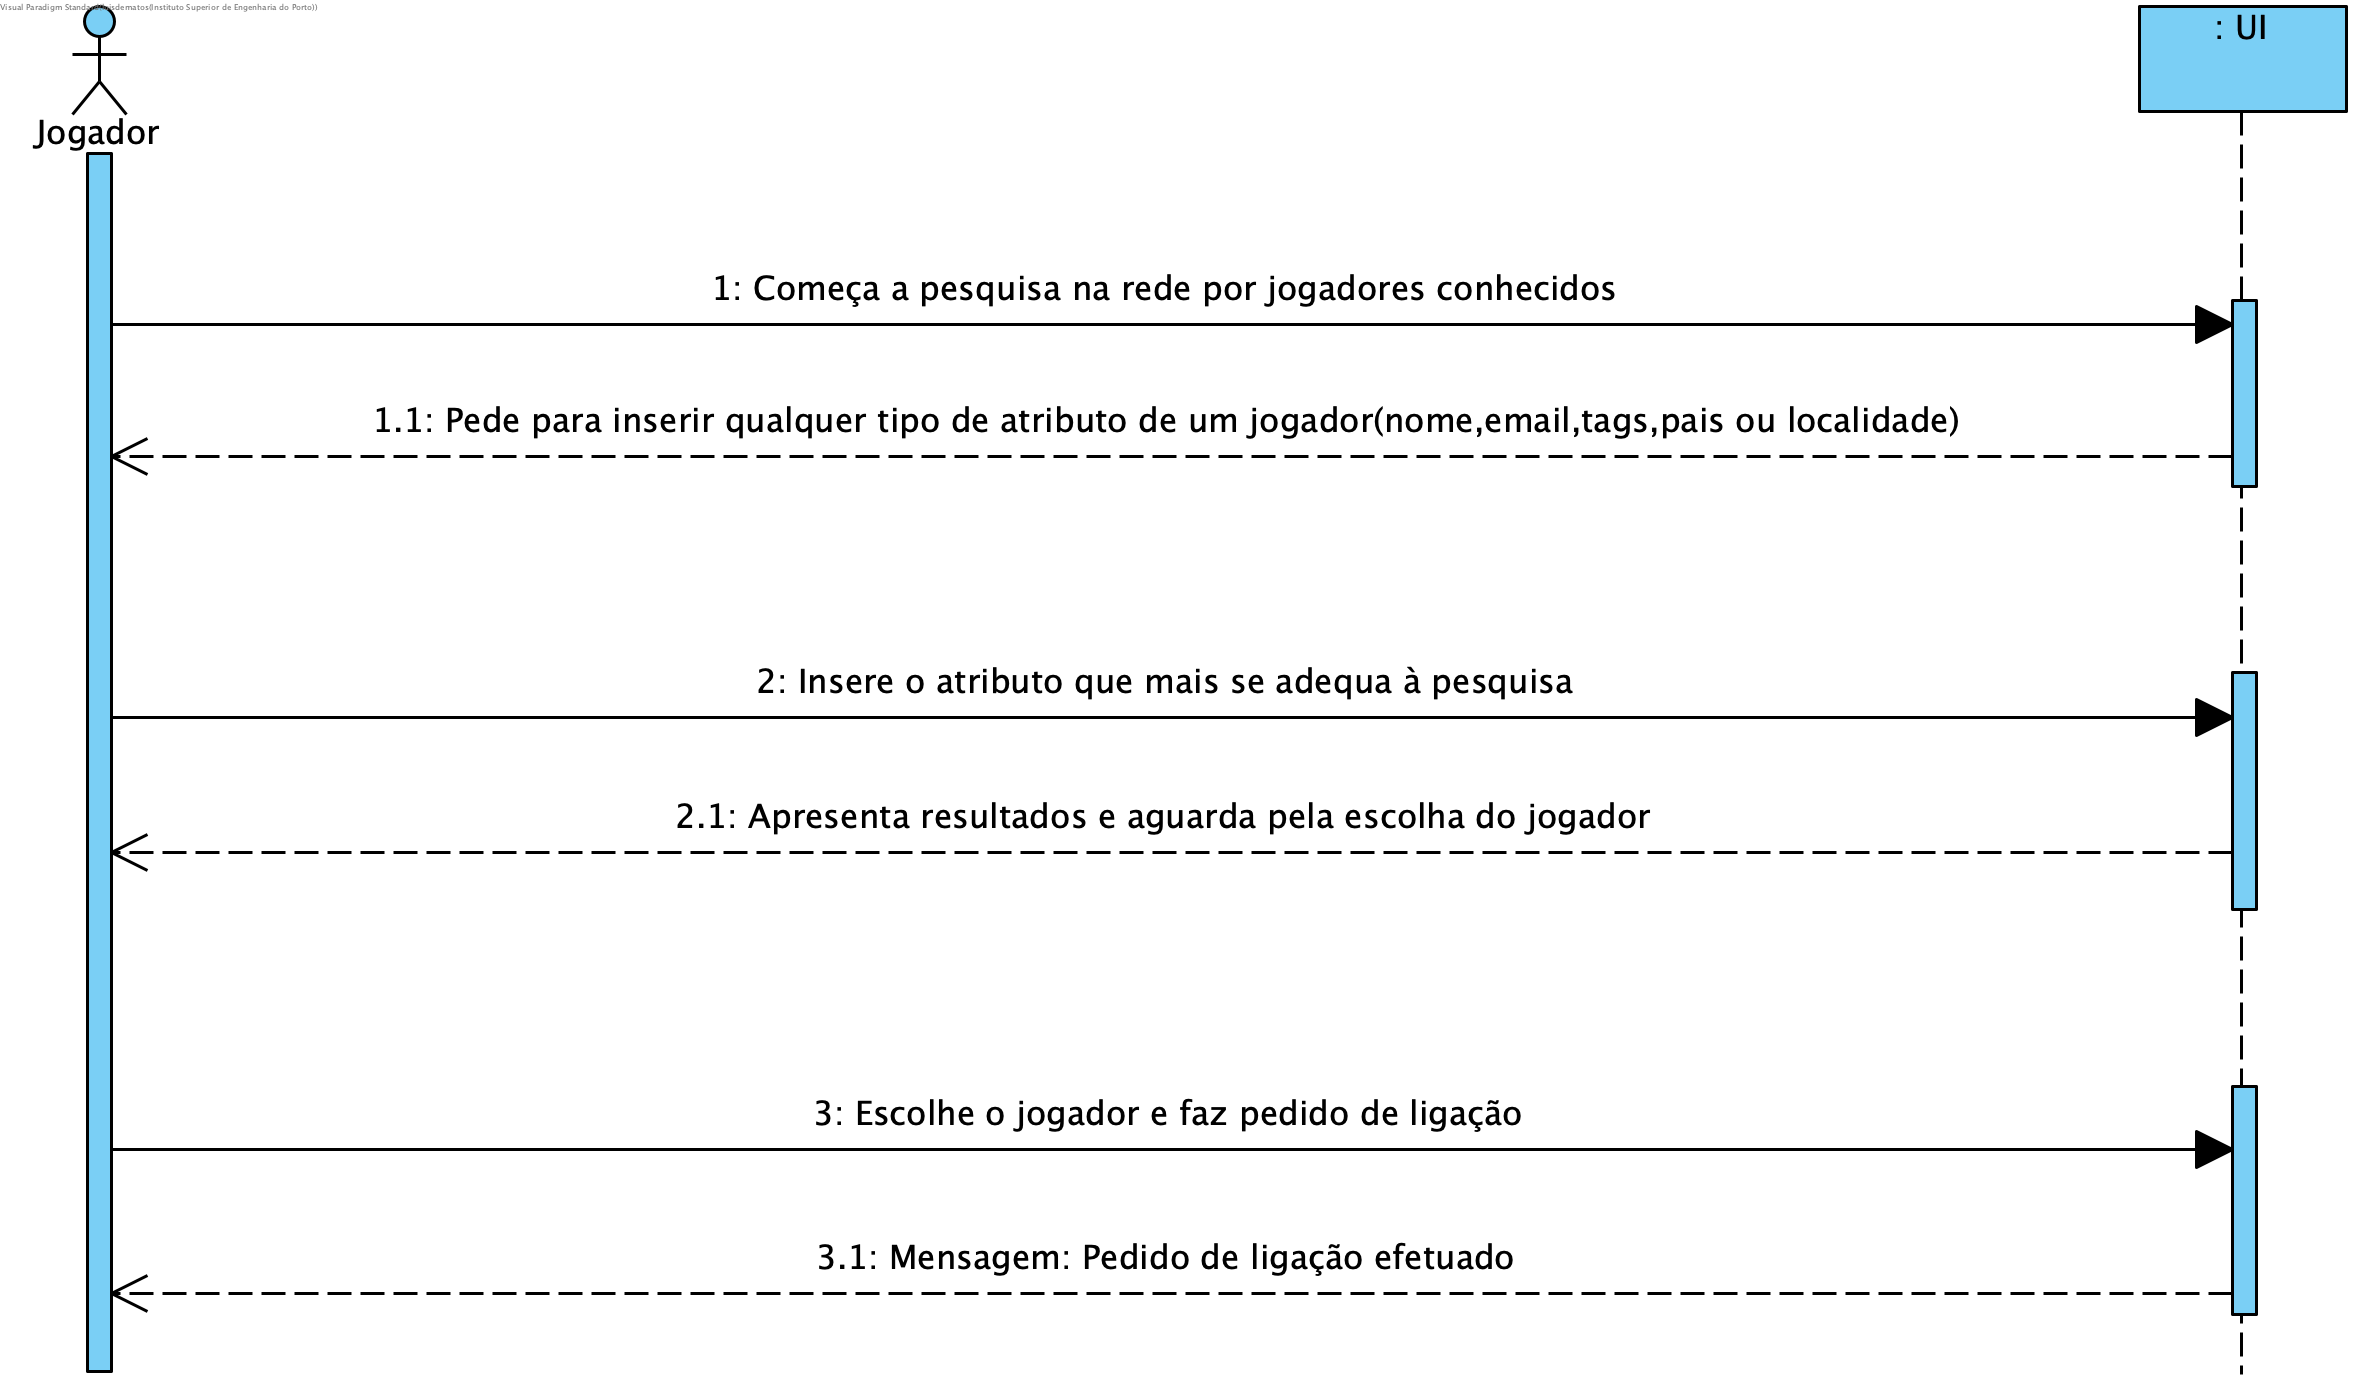 Visual Paradigm Standard(Instituto Superior de Engenharia do Porto))
: UI
Jogador
1: Começa a pesquisa na rede por jogadores conhecidos
1.1: Pede para inserir qualquer tipo de atributo de um jogador(nome,email,tags,pais ou localidade)
2: Insere o atributo que mais se adequa à pesquisa
2.1: Apresenta resultados e aguarda pela escolha do jogador
3: Escolhe o jogador e faz pedido de ligação
3.1: Mensagem: Pedido de ligação efetuado